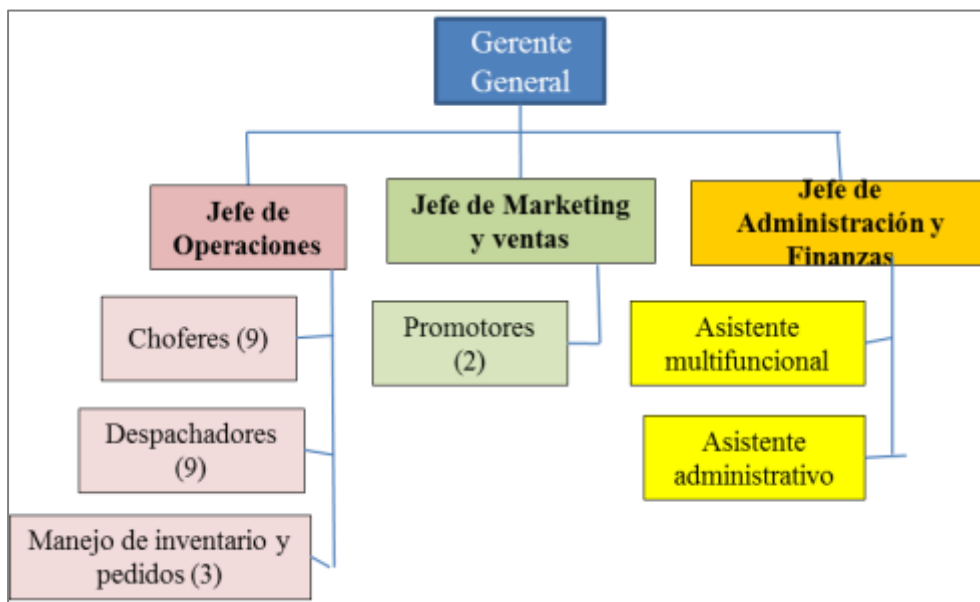 Gerente
General
Jefe de
Operaciones
Jefe de Marketing
y ventas
Jefe de
Administración y
Finanzas
Choferes (9)
Promotores
(2)
Asistente
multifuncional
Despachadores
(9)
Asistente
administrativo
Manejo de inventario y
pedidos (3)